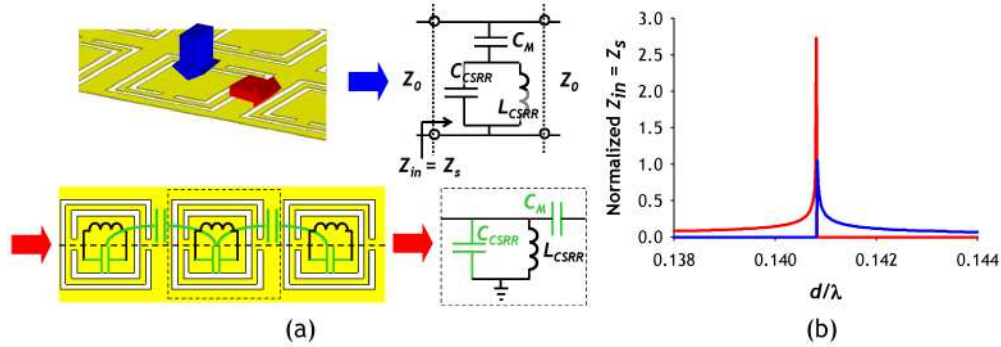 C_M
C_CSRR
Z_0
Z_0
L_CSRR
Z_in = Z_s
C_M
C_CSRR
L_CSRR
(a)
Normalized Z_in = Z_s
3.0
2.5
2.0
1.5
1.0
0.5
0.0
0.138 0.140 0.142 0.144
d/λ
(b)